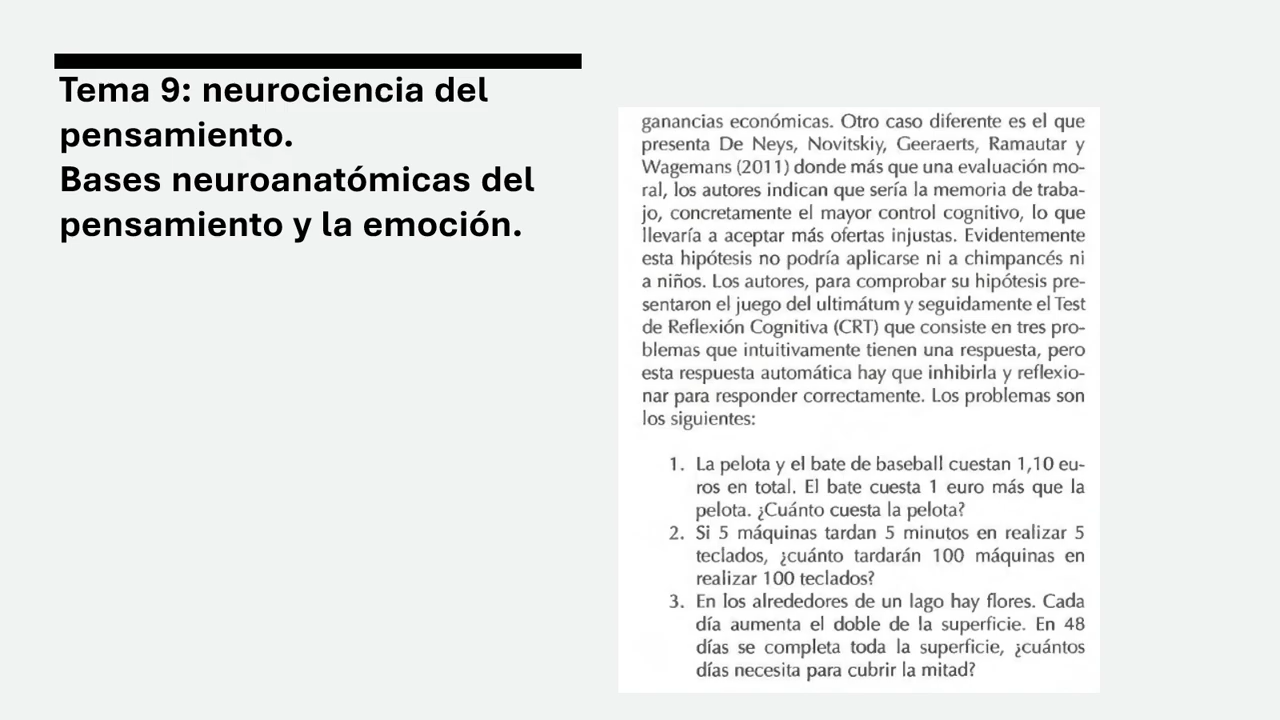 Tema 9: neurociencia del
pensamiento.
Bases neuroanatómicas del
pensamiento y la emoción.
ganancias económicas. Otro caso diferente es el que
presenta De Neys, Novitskiy, Geeraerts, Ramautar y
Wagemans (2011) donde más que una evaluación mo-
ral, los autores indican que sería la memoria de traba-
jo, concretamente el mayor control cognitivo, lo que
llevaría a aceptar más ofertas injustas. Evidentemente
esta hipótesis no podría aplicarse ni a chimpancés ni
a niños. Los autores, para comprobar su hipótesis pre-
sentaron el juego del ultimátum y seguidamente el Test
de Reflexión Cognitiva (CRT) que consiste en tres pro-
blemas que intuitivamente tienen una respuesta, pero
esta respuesta automática hay que inhibirla y reflexio-
nar para responder correctamente. Los problemas son
los siguientes:
1. La pelota y el bate de baseball cuestan 1,10 eu-
ros en total. El bate cuesta 1 euro más que la
pelota. ¿Cuánto cuesta la pelota?
2. Si 5 máquinas tardan 5 minutos en realizar 5
teclados, ¿cuánto tardarán 100 máquinas en
realizar 100 teclados?
3. En los alrededores de un lago hay flores. Cada
día aumenta el doble de la superficie. En 48
días se completa toda la superficie, ¿cuántos
días necesita para cubrir la mitad?